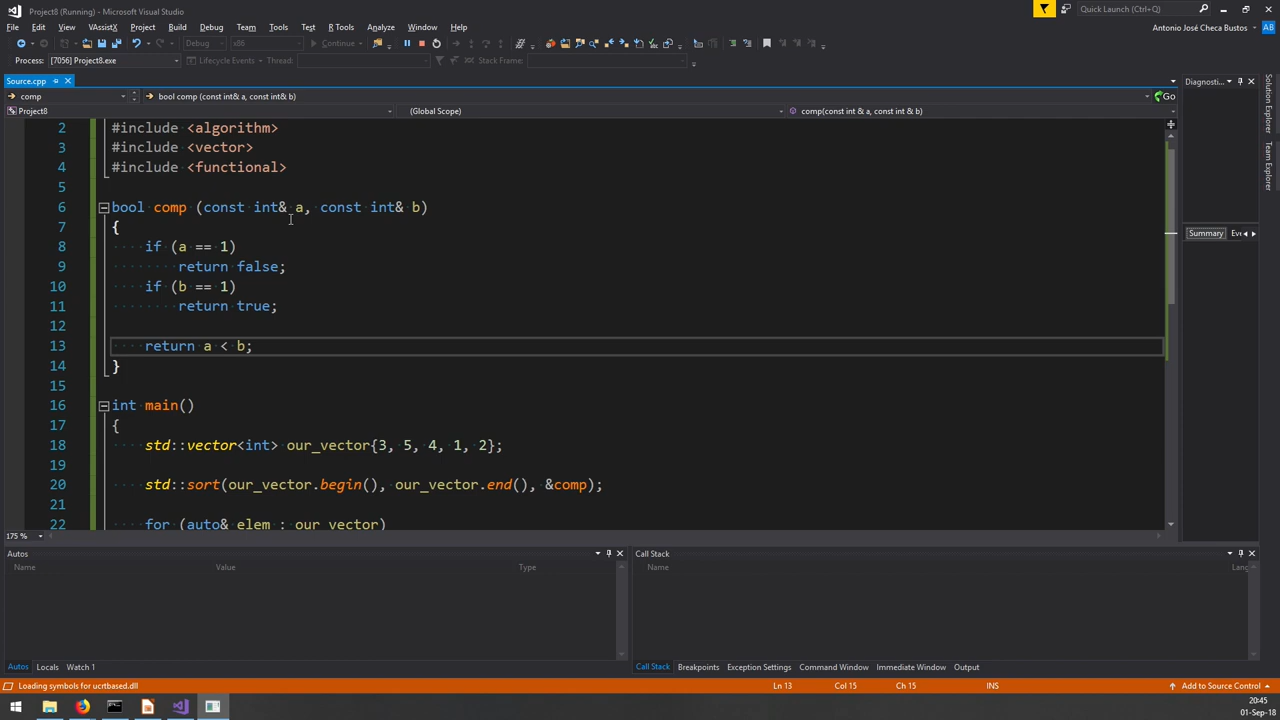 Project8 (Running) - Microsoft Visual Studio
Quick Launch (Ctrl+Q)
File Edit View VAssistX Project Build Debug Team Tools Test R Tools Analyze Window Help
Antonio José Checa Bustos AB
Debug x86 Continue
Process: [7056] Project8.exe Lifecycle Events Thread: Stack Frame:
Source.cpp
Diagnosti...
comp bool comp (const int& a, const int& b) Go
Project8 (Global Scope) comp(const int & a, const int & b)
2 #include <algorithm>
3 #include <vector>
4 #include <functional>
5
6 bool comp (const int& a, const int& b)
7 {
8 if (a == 1)
9 return false;
10 if (b == 1)
11 return true;
12
13 return a < b;
14 }
15
16 int main()
17 {
18 std::vector<int> our_vector{3, 5, 4, 1, 2};
19
20 std::sort(our_vector.begin(), our_vector.end(), &comp);
21
22 for (auto& elem : our_vector)
175 %
Summary Eve
Solution Explorer
Team Explorer
Autos
Name Value Type
Call Stack
Name Lang
Autos Locals Watch 1
Call Stack Breakpoints Exception Settings Command Window Immediate Window Output
Loading symbols for ucrtbased.dll Ln 13 Col 15 Ch 15 INS Add to Source Control
20:45
01-Sep-18